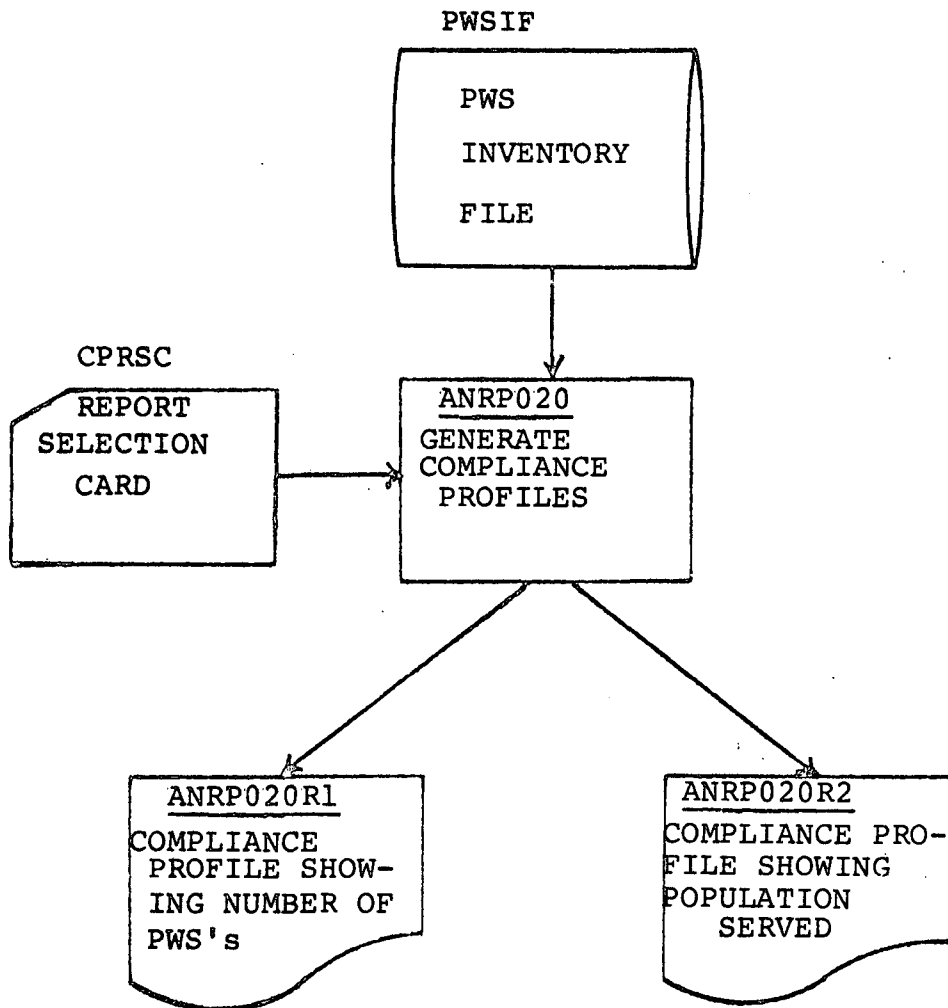 PWSIF
PWS
INVENTORY
FILE
CPRSC
REPORT
SELECTION
CARD
ANRP020
GENERATE
COMPLIANCE
PROFILES
ANRP020R1
COMPLIANCE
PROFILE SHOW-
ING NUMBER OF
PWS's
ANRP020R2
COMPLIANCE PRO-
FILE SHOWING
POPULATION
SERVED